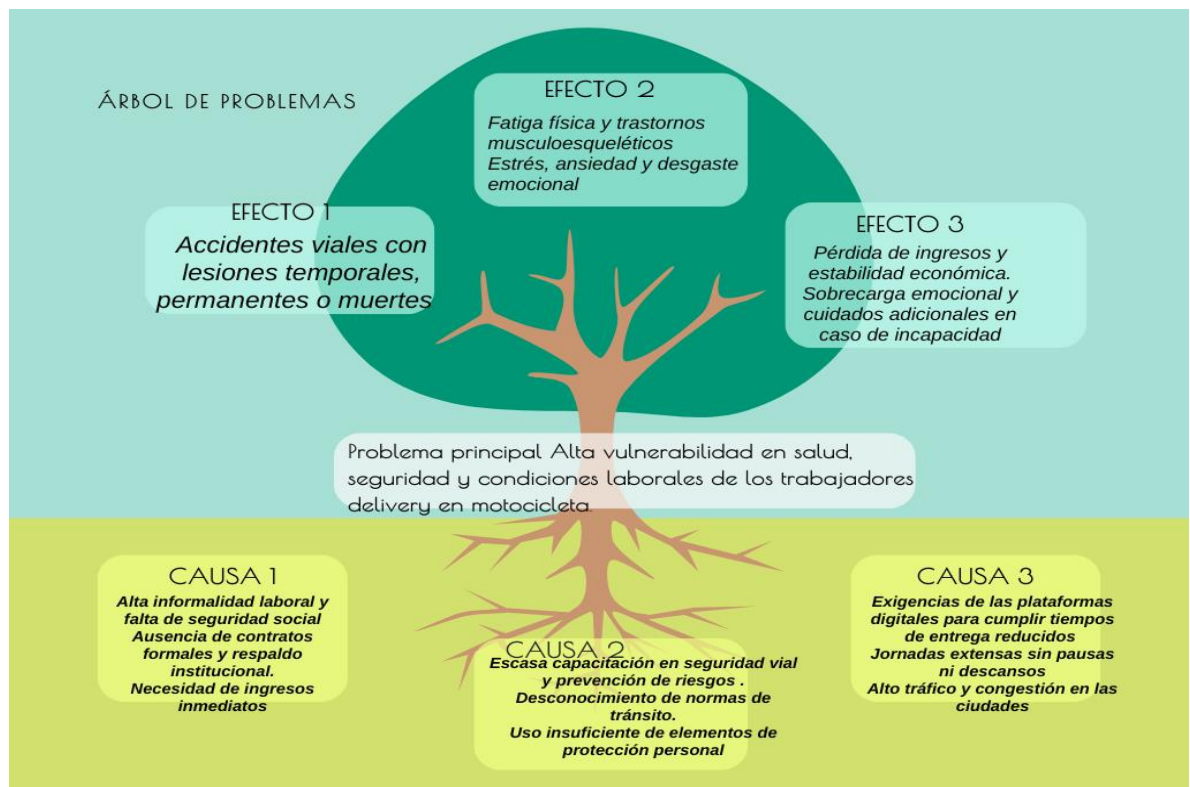 ÁRBOL DE PROBLEMAS
EFECTO 2
Fatiga física y trastornos
musculoesqueléticos
Estrés, ansiedad y desgaste
emocional
EFECTO 1
Accidentes viales con
lesiones temporales,
permanentes o muertes
EFECTO 3
Pérdida de ingresos y
estabilidad económica.
Sobrecarga emocional y
cuidados adicionales en
caso de incapacidad
Problema principal Alta vulnerabilidad en salud,
seguridad y condiciones laborales de los trabajadores
delivery en motocicleta.
CAUSA 1
Alta informalidad laboral y
falta de seguridad social
Ausencia de contratos
formales y respaldo
institucional.
Necesidad de ingresos
inmediatos
CAUSA 2
Escasa capacitación en seguridad vial
y prevención de riesgos .
Desconocimiento de normas de
tránsito.
Uso insuficiente de elementos de
protección personal
CAUSA 3
Exigencias de las plataformas
digitales para cumplir tiempos
de entrega reducidos
Jornadas extensas sin pausas
ni descansos
Alto tráfico y congestión en las
ciudades